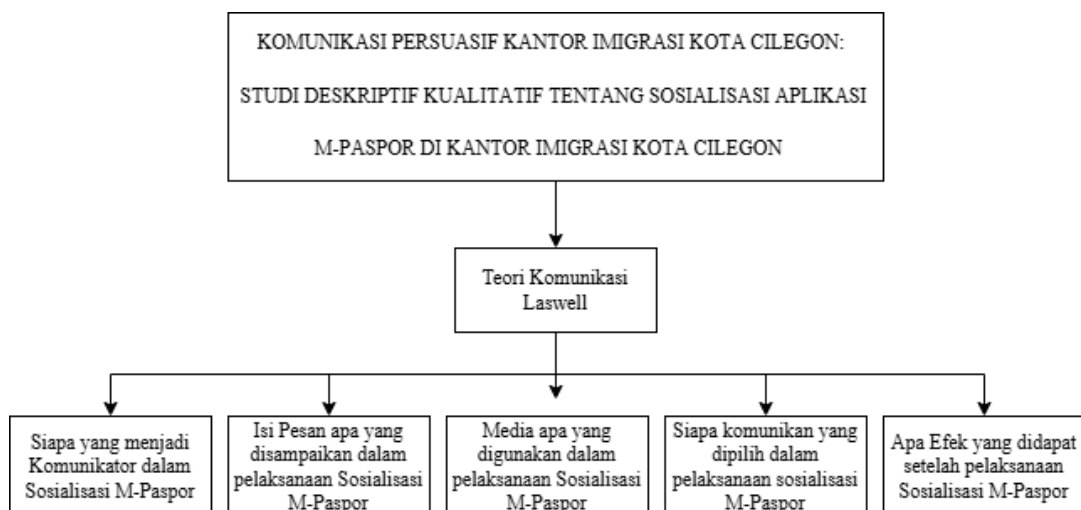 KOMUNIKASI PERSUASIF KANTOR IMIGRASI KOTA CILEGON:
STUDI DESKRIPTIF KUALITATIF TENTANG SOSIALISASI APLIKASI
M-PASPOR DI KANTOR IMIGRASI KOTA CILEGON
Teori Komunikasi
Laswell
Siapa yang menjadi
Komunikator dalam
Sosialisasi M-Paspor
Isi Pesan apa yang
disampaikan dalam
pelaksanaan Sosialisasi
M-Paspor
Media apa yang
digunakan dalam
pelaksanaan Sosialisasi
M-Paspor
Siapa komunikan yang
dipilih dalam
pelaksanaan sosialisasi
M-Paspor
Apa Efek yang didapat
setelah pelaksanaan
Sosialisasi M-Paspor